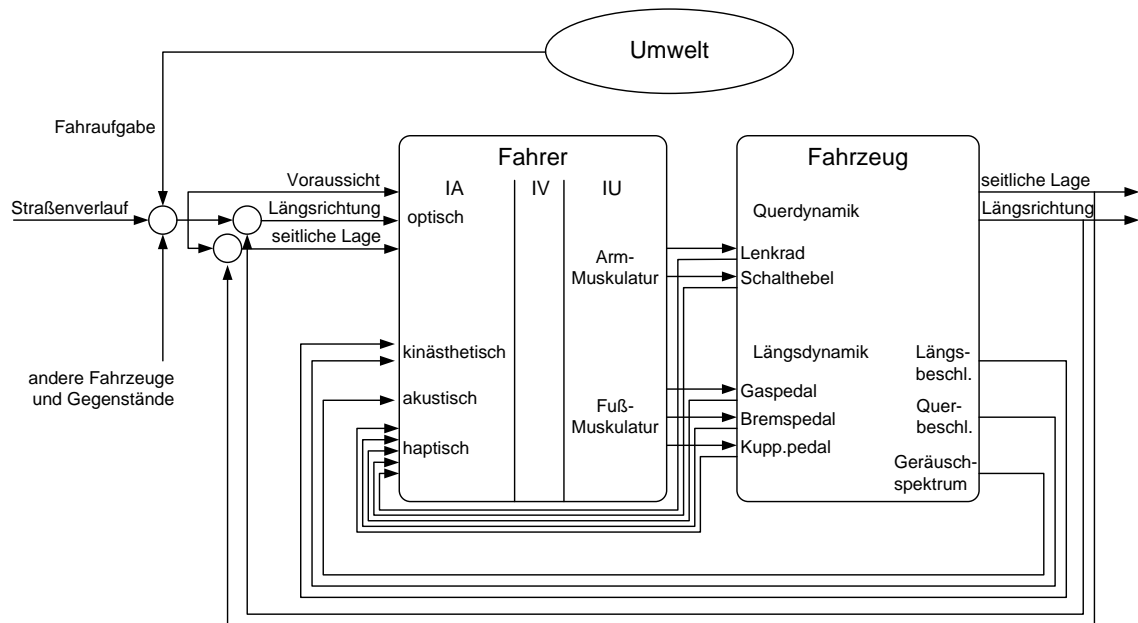 Umwelt
Fahraufgabe
Straßenverlauf
andere Fahrzeuge
und Gegenstände
Voraussicht
Längsrichtung
seitliche Lage
Fahrer
IA
IV
IU
optisch
Arm-
Muskulatur
kinästhetisch
akustisch
haptisch
Fuß-
Muskulatur
Fahrzeug
Querdynamik
Lenkrad
Schalthebel
Längsdynamik
Gaspedal
Bremspedal
Kupp.pedal
Längs-
beschl.
Quer-
beschl.
Geräusch-
spektrum
seitliche Lage
Längsrichtung